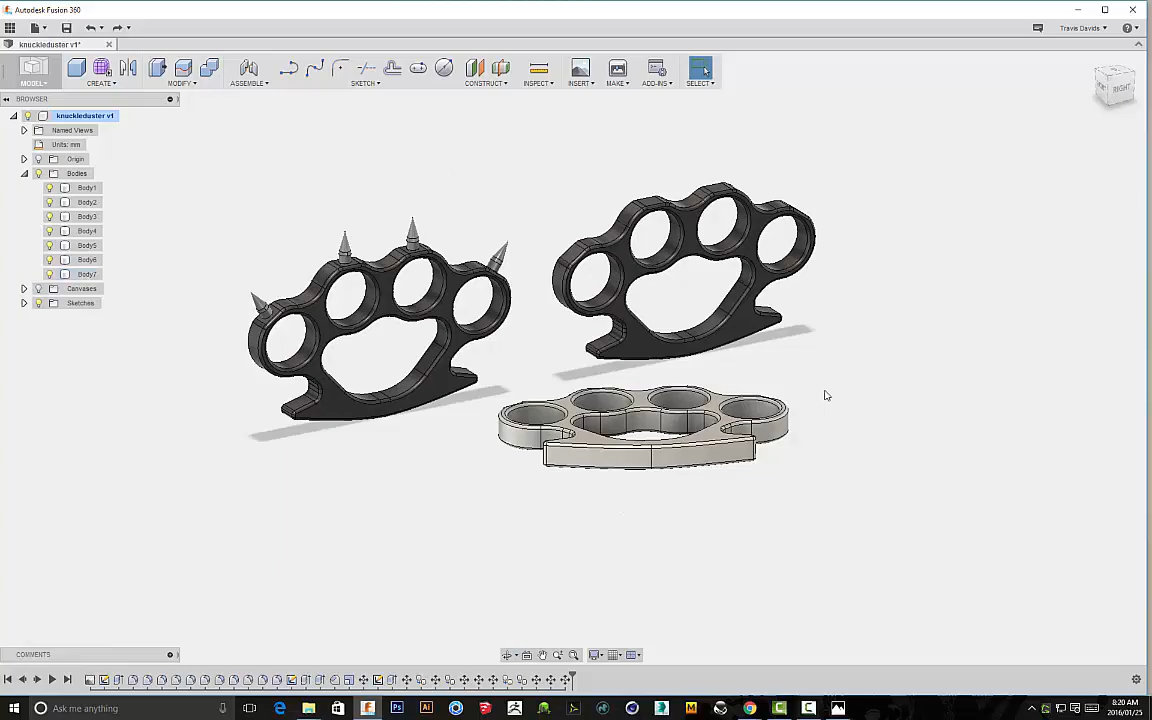 Autodesk Fusion 360
Travis Davids
knuckleduster v1*
MODEL
CREATE
MODIFY
ASSEMBLE
SKETCH
CONSTRUCT
INSPECT
INSERT
MAKE
ADD-INS
SELECT
BROWSER
RIGHT
knuckleduster v1
Named Views
Units: mm
Origin
Bodies
Body1
Body2
Body3
Body4
Body5
Body6
Body7
Canvases
Sketches
COMMENTS
Ask me anything
8:20 AM
2016/01/25